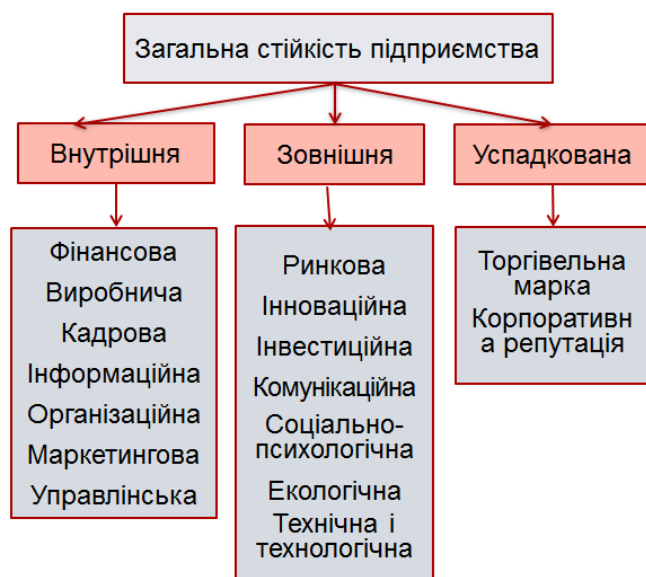 Загальна стійкість підприємства
Внутрішня
Зовнішня
Успадкована
Фінансова
Виробнича
Кадрова
Інформаційна
Організаційна
Маркетингова
Управлінська
Ринкова
Інноваційна
Інвестиційна
Комунікаційна
Соціально-
психологічна
Екологічна
Технічна і
технологічна
Торгівельна
марка
Корпоративн
а репутація